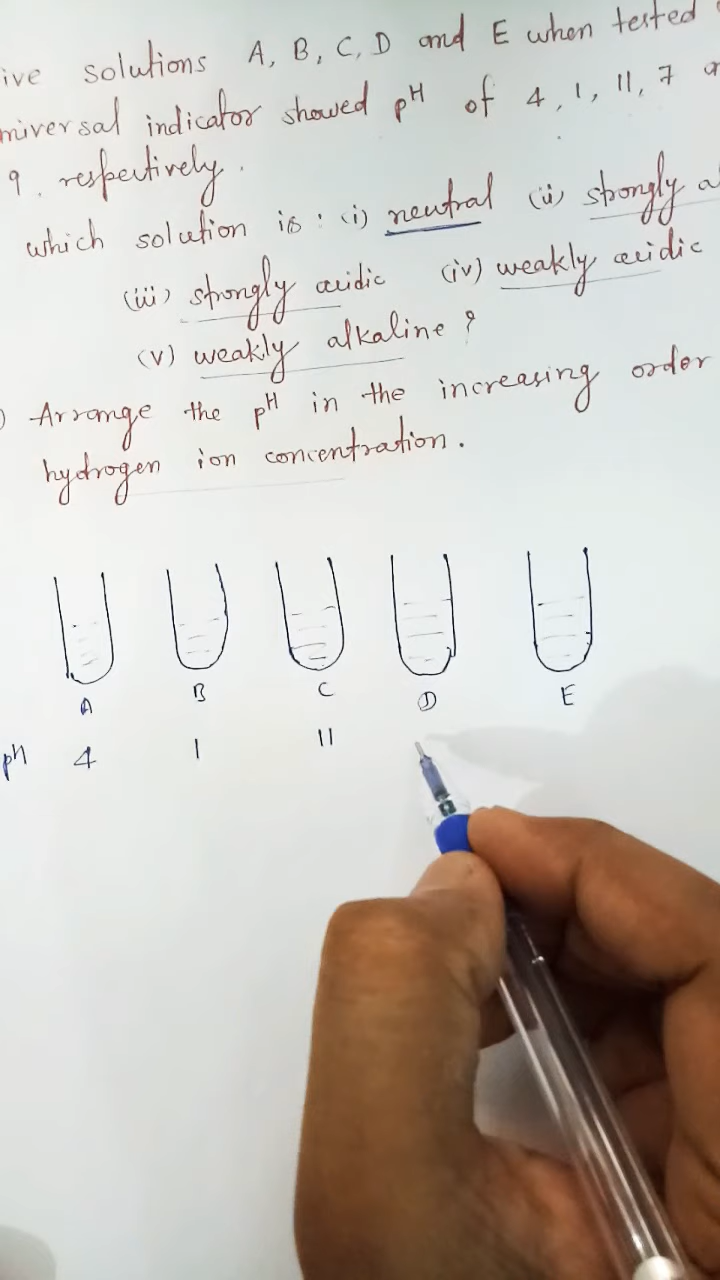 ive solutions A, B, C, D and E when tested
niversal indicator showed pH of 4, 1, 11, 7
9. respectively.
which solution is : (i) neutral (ii) strongly al
(iii) strongly acidic (iv) weakly acidic
(v) weakly alkaline ?
) Arrange the pH in the increasing order
hydrogen ion concentration.
A B C D E
ph 4 1 11